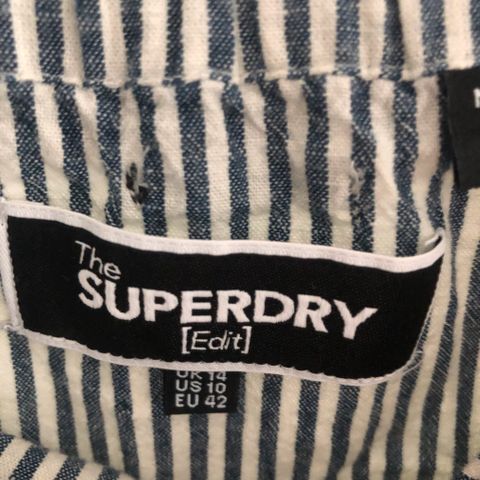 The
SUPERDRY
[Edit]
UK 14
US 10
EU 42